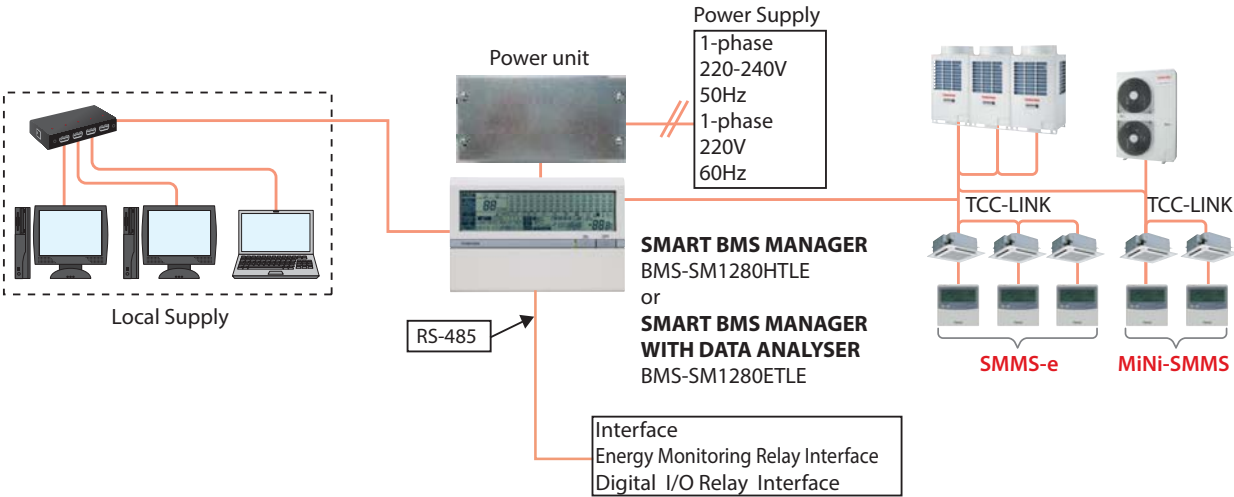 Power Supply
1-phase
220-240V
50Hz
1-phase
220V
60Hz
Power unit
Local Supply
TCC-LINK
TCC-LINK
SMART BMS MANAGER
BMS-SM1280HTLE
or
SMART BMS MANAGER
WITH DATA ANALYSER
BMS-SM1280ETLE
RS-485
SMMS-e
MiNi-SMMS
Interface
Energy Monitoring Relay Interface
Digital I/O Relay Interface